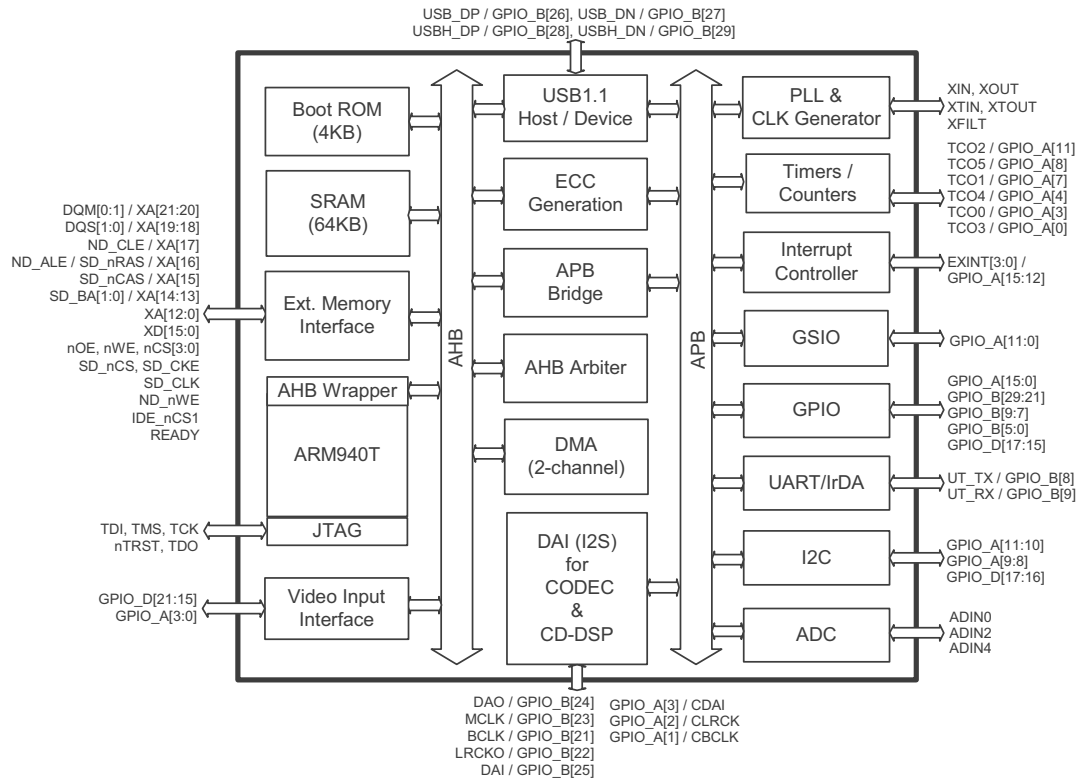 USB_DP / GPIO_B[26], USB_DN / GPIO_B[27]
USBH_DP / GPIO_B[28], USBH_DN / GPIO_B[29]
Boot ROM
(4KB)
SRAM
(64KB)
DQM[0:1] / XA[21:20]
DQS[1:0] / XA[19:18]
ND_CLE / XA[17]
ND_ALE / SD_nRAS / XA[16]
SD_nCAS / XA[15]
SD_BA[1:0] / XA[14:13]
XA[12:0]
XD[15:0]
nOE, nWE, nCS[3:0]
SD_nCS, SD_CKE
SD_CLK
ND_nWE
IDE_nCS1
READY
Ext. Memory
Interface
AHB Wrapper
ARM940T
JTAG
TDI, TMS, TCK
nTRST, TDO
GPIO_D[21:15]
GPIO_A[3:0]
Video Input
Interface
AHB
USB1.1
Host / Device
ECC
Generation
APB
Bridge
AHB Arbiter
DMA
(2-channel)
DAI (I2S)
for
CODEC
&
CD-DSP
APB
PLL &
CLK Generator
XIN, XOUT
XTIN, XTOUT
XFILT
Timers /
Counters
TCO2 / GPIO_A[11]
TCO5 / GPIO_A[8]
TCO1 / GPIO_A[7]
TCO4 / GPIO_A[4]
TCO0 / GPIO_A[3]
TCO3 / GPIO_A[0]
Interrupt
Controller
EXINT[3:0] /
GPIO_A[15:12]
GSIO
GPIO_A[11:0]
GPIO
GPIO_A[15:0]
GPIO_B[29:21]
GPIO_B[9:7]
GPIO_B[5:0]
GPIO_D[17:15]
UART/IrDA
UT_TX / GPIO_B[8]
UT_RX / GPIO_B[9]
I2C
GPIO_A[11:10]
GPIO_A[9:8]
GPIO_D[17:16]
ADC
ADIN0
ADIN2
ADIN4
DAO / GPIO_B[24]
MCLK / GPIO_B[23]
BCLK / GPIO_B[21]
LRCKO / GPIO_B[22]
DAI / GPIO_B[25]
GPIO_A[3] / CDAI
GPIO_A[2] / CLRCK
GPIO_A[1] / CBCLK